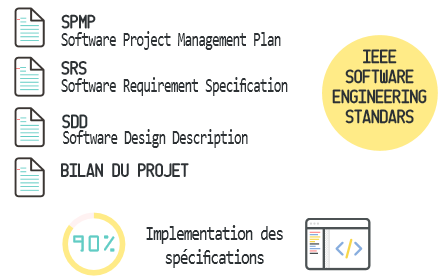 SPMP
Software Project Management Plan
SRS
Software Requirement Specification
SDD
Software Design Description
BILAN DU PROJET
IEEE
SOFTWARE
ENGINEERING
STANDARS
90%
Implementation des
spécifications